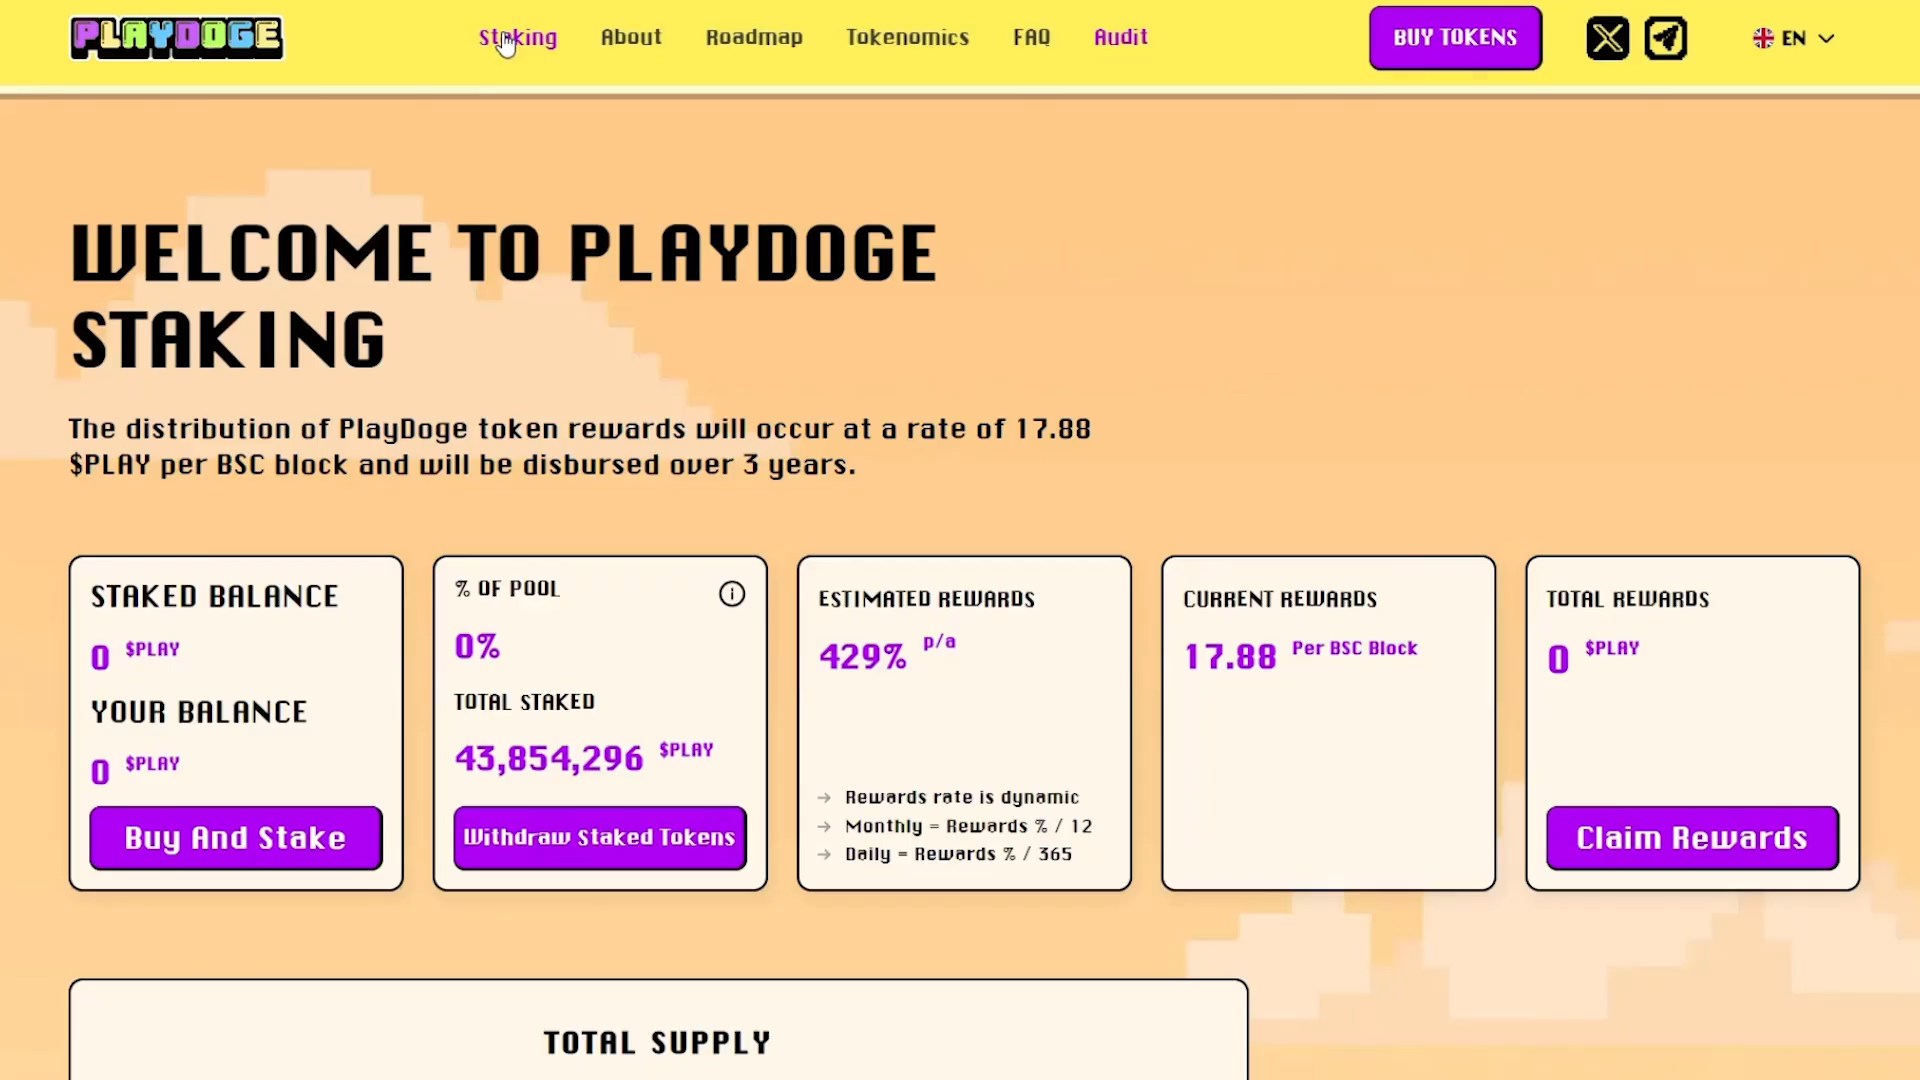 PLAYDOGE
Staking
About
Roadmap
Tokenomics
FAQ
Audit
BUY TOKENS
EN
WELCOME TO PLAYDOGE
STAKING
The distribution of PlayDoge token rewards will occur at a rate of 17.88
$PLAY per BSC block and will be disbursed over 3 years.
STAKED BALANCE
0 $PLAY
YOUR BALANCE
0 $PLAY
Buy And Stake
% OF POOL
0%
TOTAL STAKED
43,854,296 $PLAY
Withdraw Staked Tokens
ESTIMATED REWARDS
429% p/a
→ Rewards rate is dynamic
→ Monthly = Rewards % / 12
→ Daily = Rewards % / 365
CURRENT REWARDS
17.88 Per BSC Block
TOTAL REWARDS
0 $PLAY
Claim Rewards
TOTAL SUPPLY